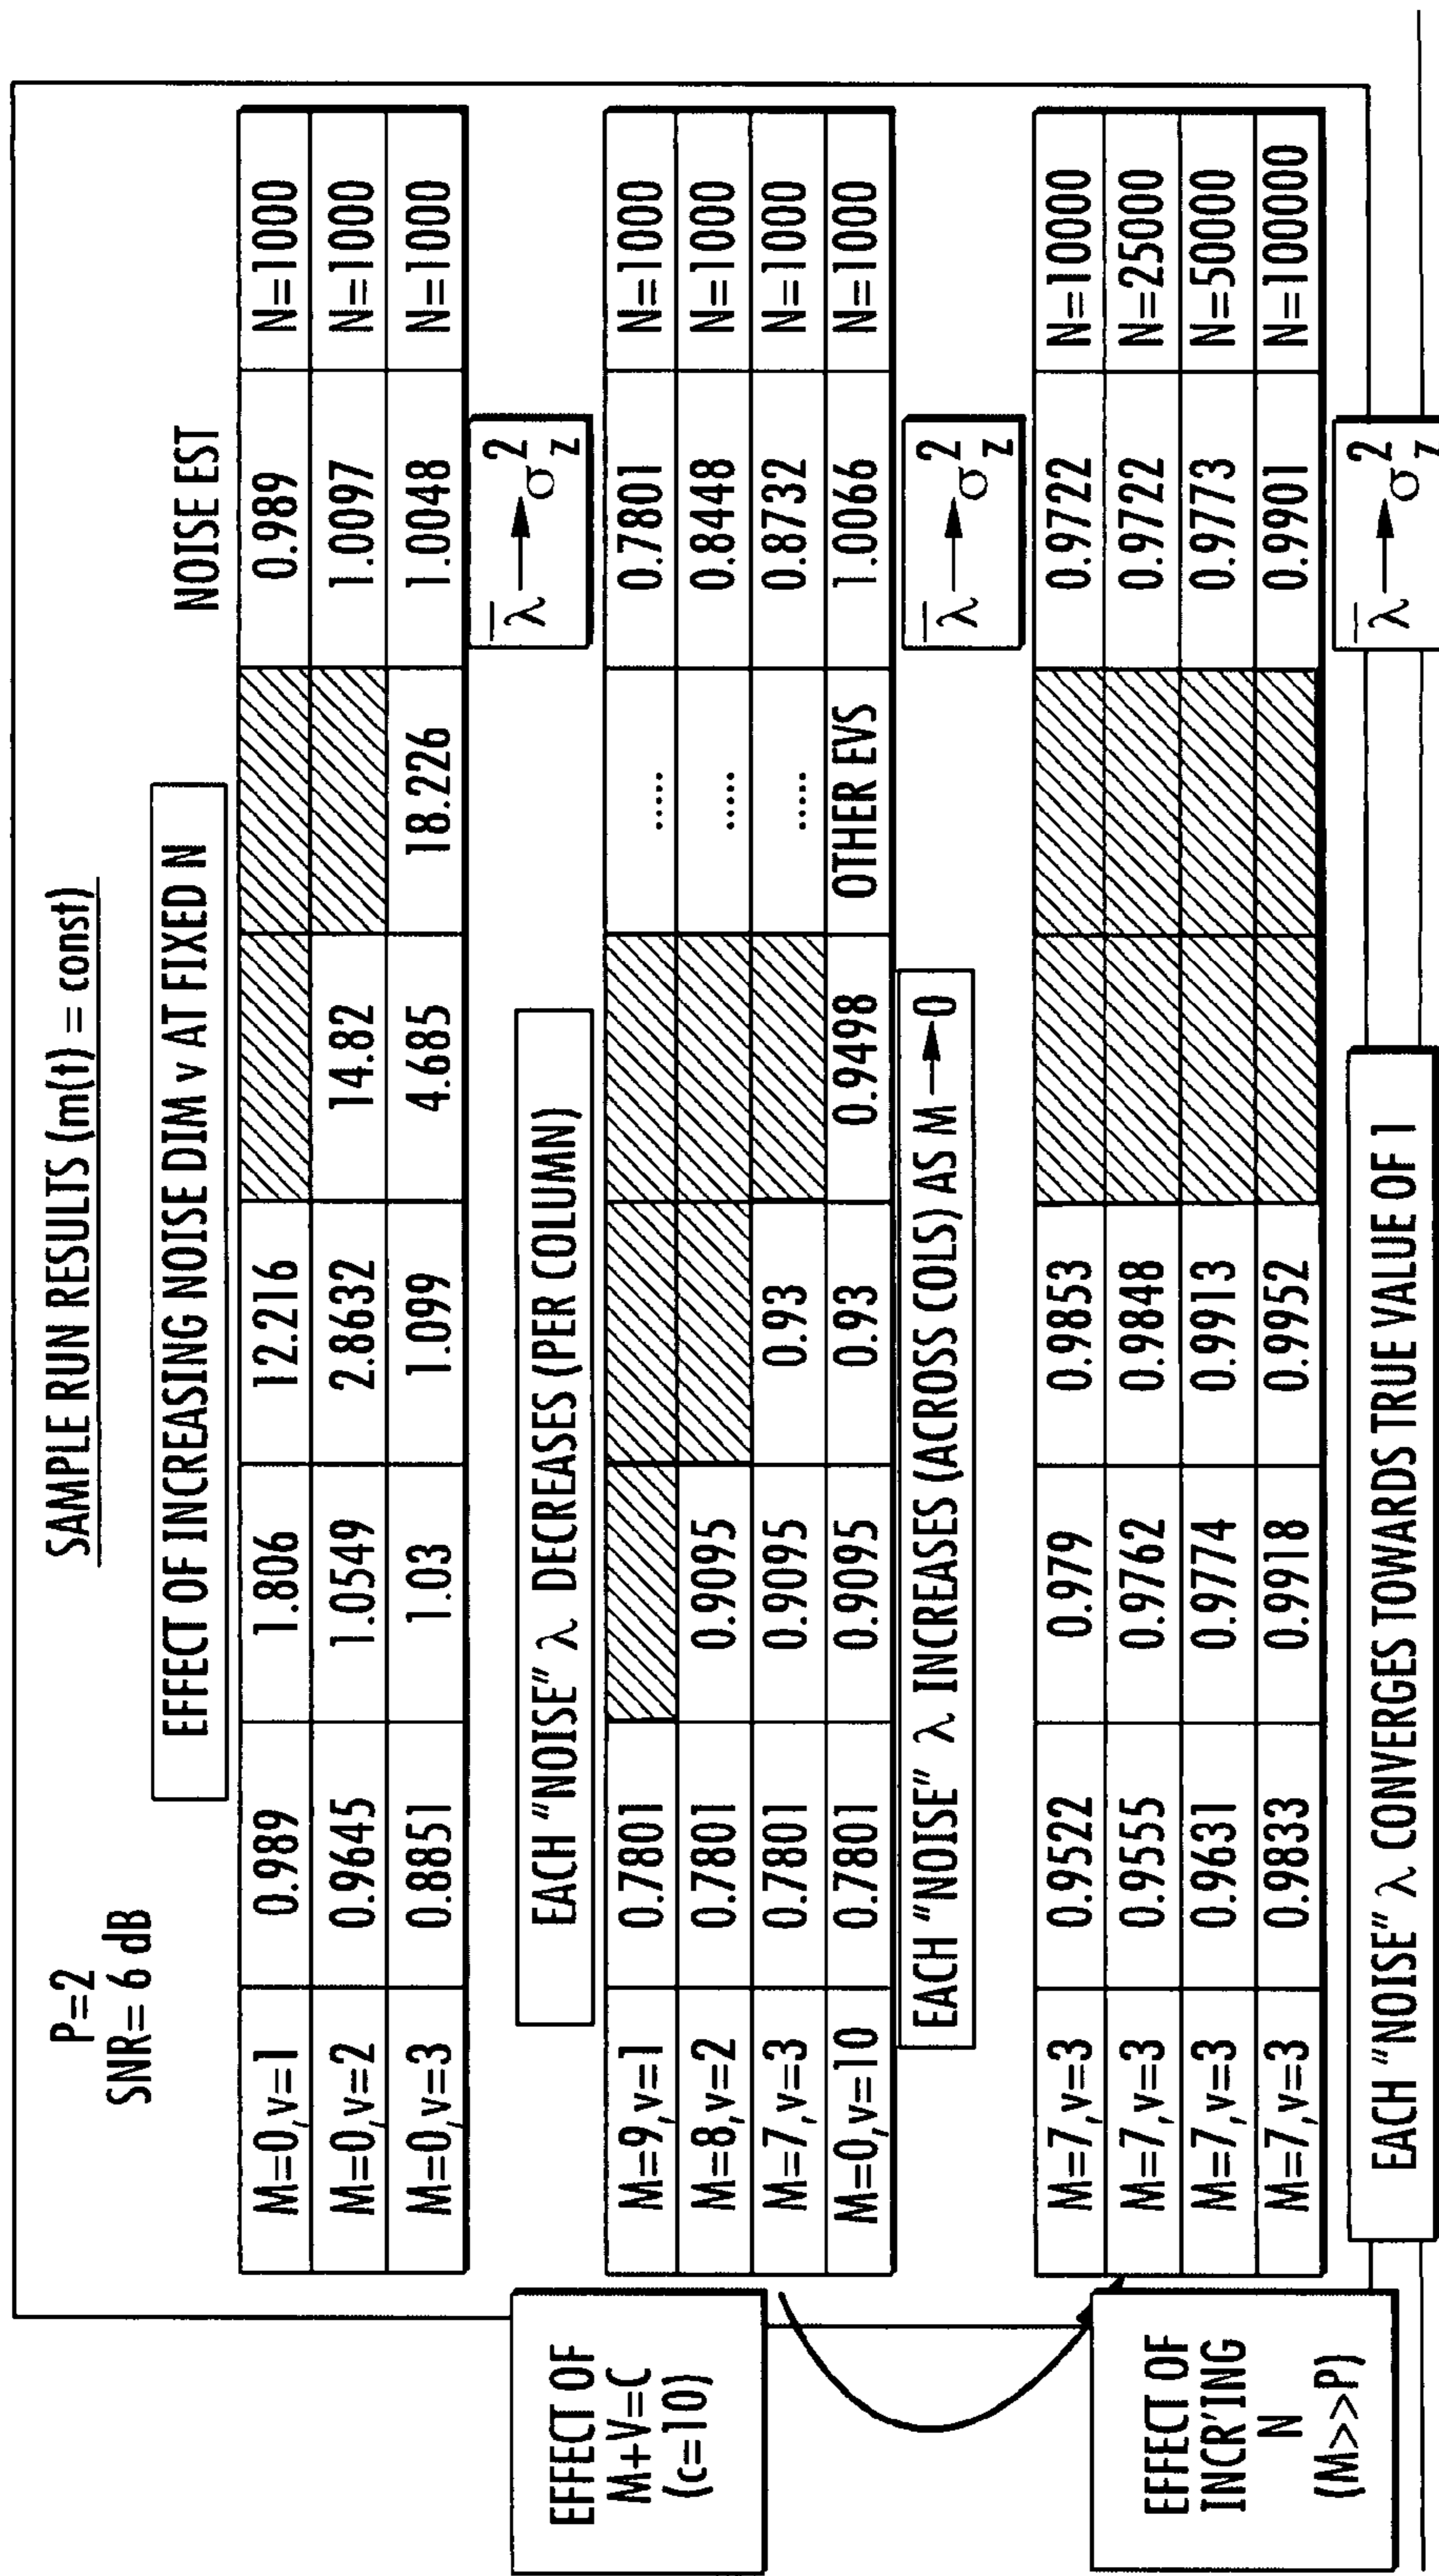 SAMPLE RUN RESULTS (m(t) = const)
P=2
SNR= 6 dB
EFFECT OF INCREASING NOISE DIM v AT FIXED N
NOISE EST
M=0,v=1 0.989 1.806 12.216 0.989 N=1000
M=0,v=2 0.9645 1.0549 2.8632 14.82 1.0097 N=1000
M=0,v=3 0.8851 1.03 1.099 4.685 18.226 1.0048 N=1000
EACH "NOISE" λ DECREASES (PER COLUMN)
λ̅ → σ²z
EFFECT OF
M+V=C
(c=10)
M=9,v=1 0.7801 ..... 0.7801 N=1000
M=8,v=2 0.7801 0.9095 ..... 0.8448 N=1000
M=7,v=3 0.7801 0.9095 0.93 ..... 0.8732 N=1000
M=0,v=10 0.7801 0.9095 0.93 0.9498 OTHER EVS 1.0066 N=1000
EACH "NOISE" λ INCREASES (ACROSS COLS) AS M → 0
λ̅ → σ²z
EFFECT OF
INCR'ING
N
(M>>P)
M=7,v=3 0.9522 0.979 0.9853 0.9722 N=10000
M=7,v=3 0.9555 0.9762 0.9848 0.9722 N=25000
M=7,v=3 0.9631 0.9774 0.9913 0.9773 N=50000
M=7,v=3 0.9833 0.9918 0.9952 0.9901 N=100000
EACH "NOISE" λ CONVERGES TOWARDS TRUE VALUE OF 1
λ̅ → σ²z